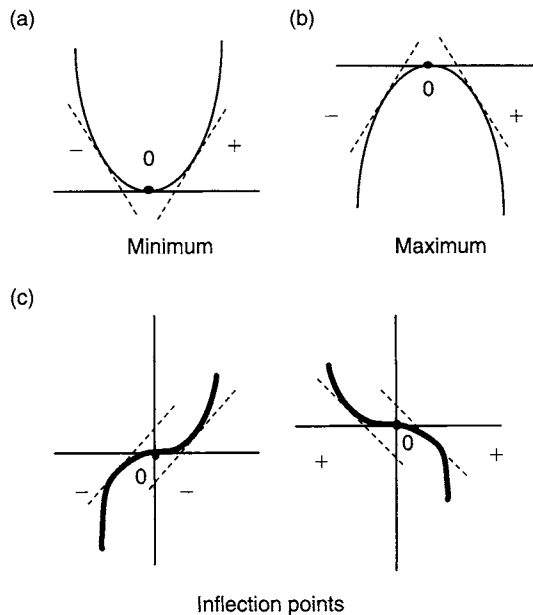 (a)
(b)
− 0 +
− 0 +
Minimum
Maximum
(c)
0
− −
0
+ +
Inflection points